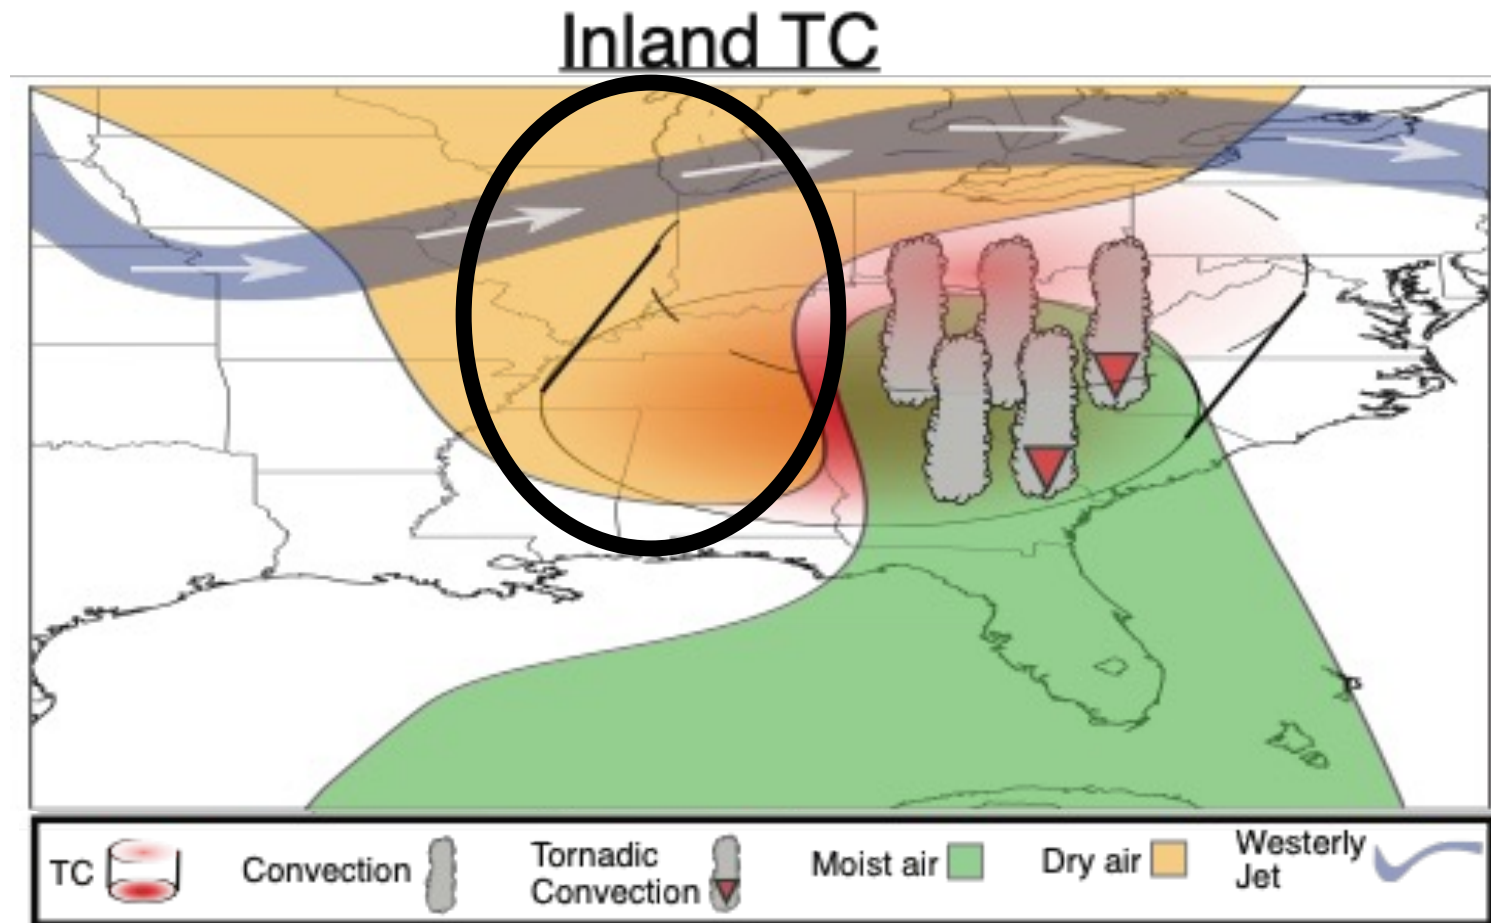 Inland TC
TC
Convection
Tornadic
Convection
Moist air
Dry air
Westerly
Jet